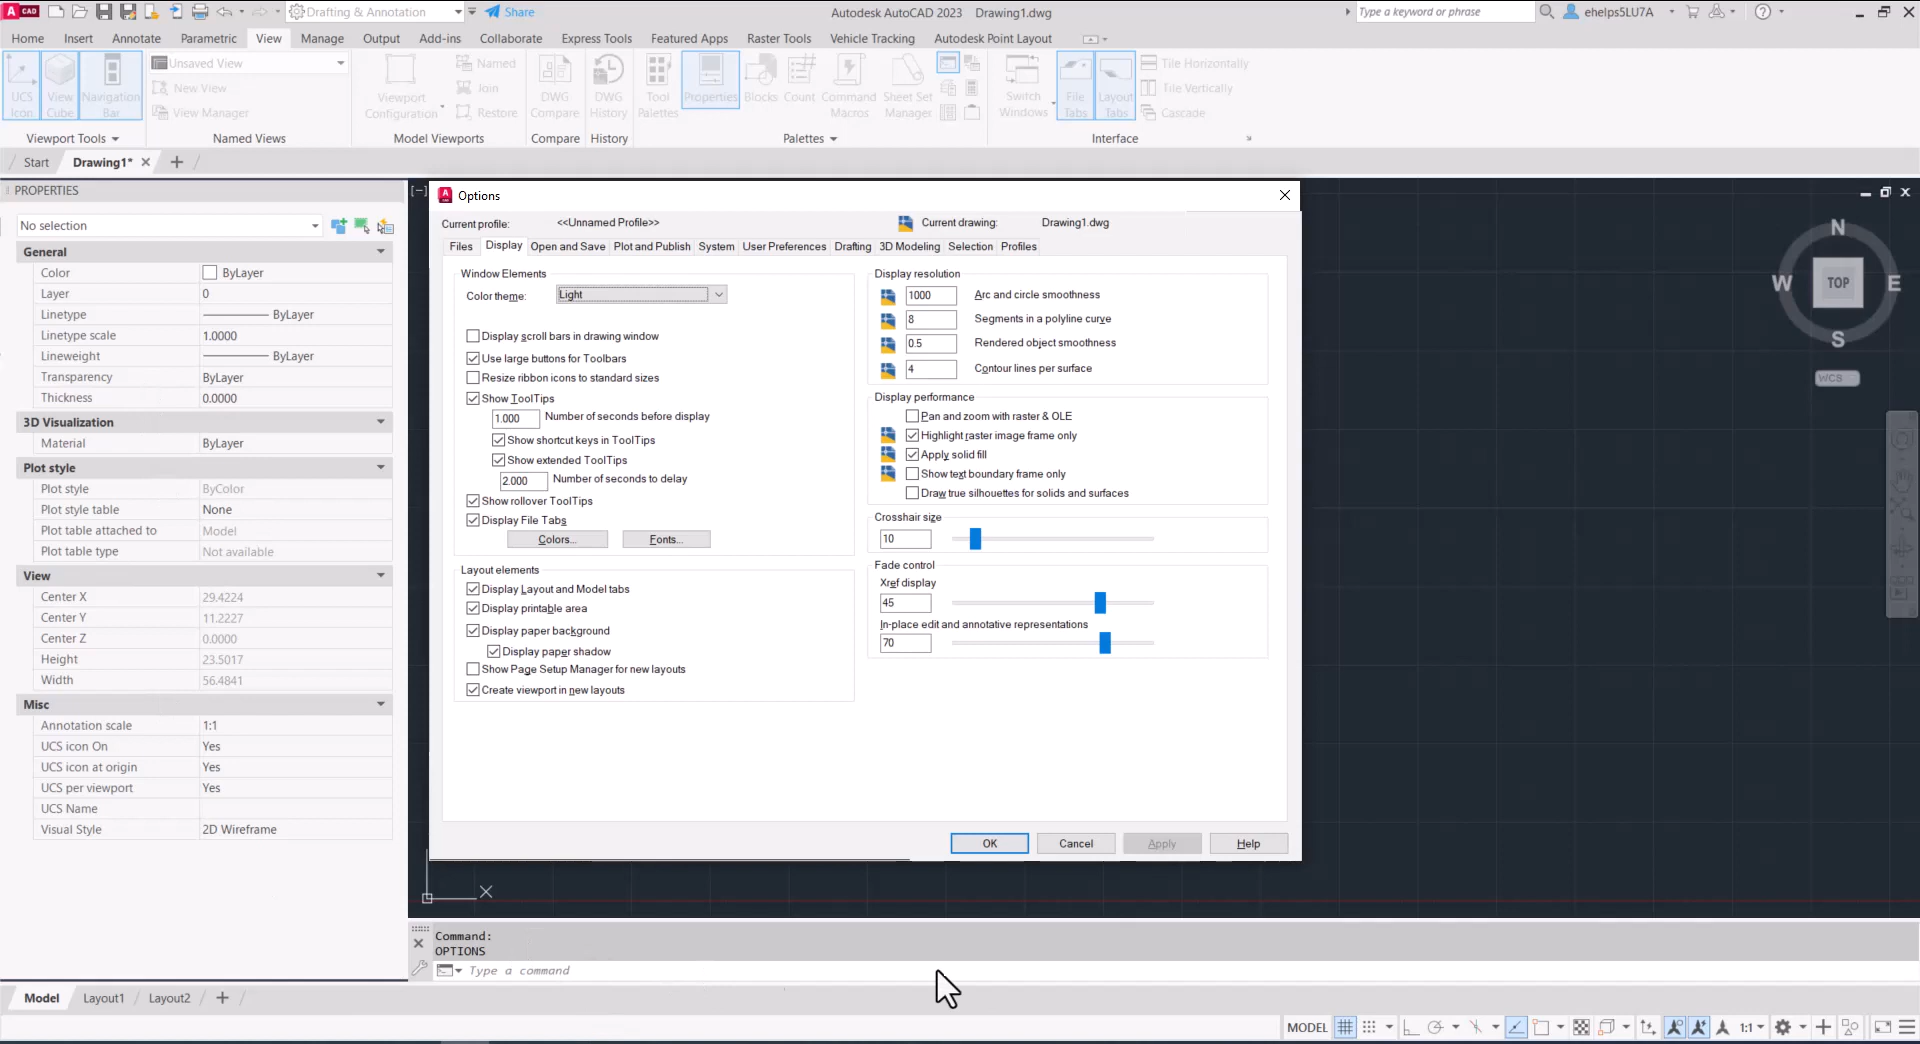 A CAD
Drafting & Annotation
Share
Autodesk AutoCAD 2023 Drawing1.dwg
Type a keyword or phrase
ehelps5LU7A
Home Insert Annotate Parametric View Manage Output Add-ins Collaborate Express Tools Featured Apps Raster Tools Vehicle Tracking Autodesk Point Layout
UCS Icon
View Cube
Navigation Bar
Viewport Tools
Unsaved View
New View
View Manager
Named Views
Viewport Configuration
Named
Join
Restore
Model Viewports
DWG Compare
Compare
DWG History
History
Tool Palettes
Properties
Blocks
Count
Command Macros
Sheet Set Manager
Palettes
Switch Windows
File Tabs
Layout Tabs
Tile Horizontally
Tile Vertically
Cascade
Interface
Start Drawing1*
PROPERTIES
No selection
General
Color ByLayer
Layer 0
Linetype ByLayer
Linetype scale 1.0000
Lineweight ByLayer
Transparency ByLayer
Thickness 0.0000
3D Visualization
Material ByLayer
Plot style
Plot style ByColor
Plot style table None
Plot table attached to Model
Plot table type Not available
View
Center X 29.4224
Center Y 11.2227
Center Z 0.0000
Height 23.5017
Width 56.4841
Misc
Annotation scale 1:1
UCS icon On Yes
UCS icon at origin Yes
UCS per viewport Yes
UCS Name
Visual Style 2D Wireframe
[−]
Options
Current profile: <<Unnamed Profile>> Current drawing: Drawing1.dwg
Files Display Open and Save Plot and Publish System User Preferences Drafting 3D Modeling Selection Profiles
Window Elements
Color theme: Light
Display scroll bars in drawing window
Use large buttons for Toolbars
Resize ribbon icons to standard sizes
Show ToolTips
1.000 Number of seconds before display
Show shortcut keys in ToolTips
Show extended ToolTips
2.000 Number of seconds to delay
Show rollover ToolTips
Display File Tabs
Colors... Fonts...
Layout elements
Display Layout and Model tabs
Display printable area
Display paper background
Display paper shadow
Show Page Setup Manager for new layouts
Create viewport in new layouts
Display resolution
1000 Arc and circle smoothness
8 Segments in a polyline curve
0.5 Rendered object smoothness
4 Contour lines per surface
Display performance
Pan and zoom with raster & OLE
Highlight raster image frame only
Apply solid fill
Show text boundary frame only
Draw true silhouettes for solids and surfaces
Crosshair size
10
Fade control
Xref display
45
In-place edit and annotative representations
70
OK Cancel Apply Help
N
W TOP E
S
WCS
X
Command:
OPTIONS
Type a command
Model Layout1 Layout2
MODEL 1:1